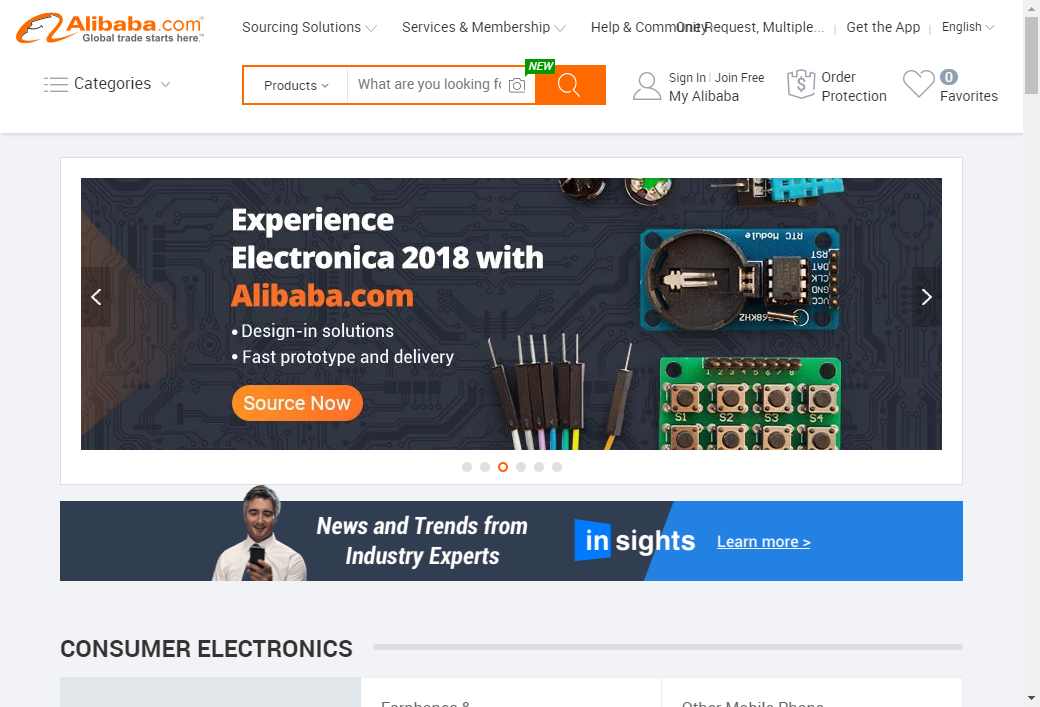 Alibaba.com
Global trade starts here.™
Sourcing Solutions
Services & Membership
Help & Community
One Request, Multiple...
Get the App
English
Categories
Products
What are you looking fo
NEW
Sign In
Join Free
My Alibaba
Order
Protection
0
Favorites
Experience
Electronica 2018 with
Alibaba.com
• Design-in solutions
• Fast prototype and delivery
Source Now
RTC Module
RST
DAT
CLK
GND
VCC
1 2 3 4 5 6 7 8
S1
S2
S3
S4
News and Trends from
Industry Experts
in sights
Learn more >
CONSUMER ELECTRONICS
Earphones &
Other Mobile Phone